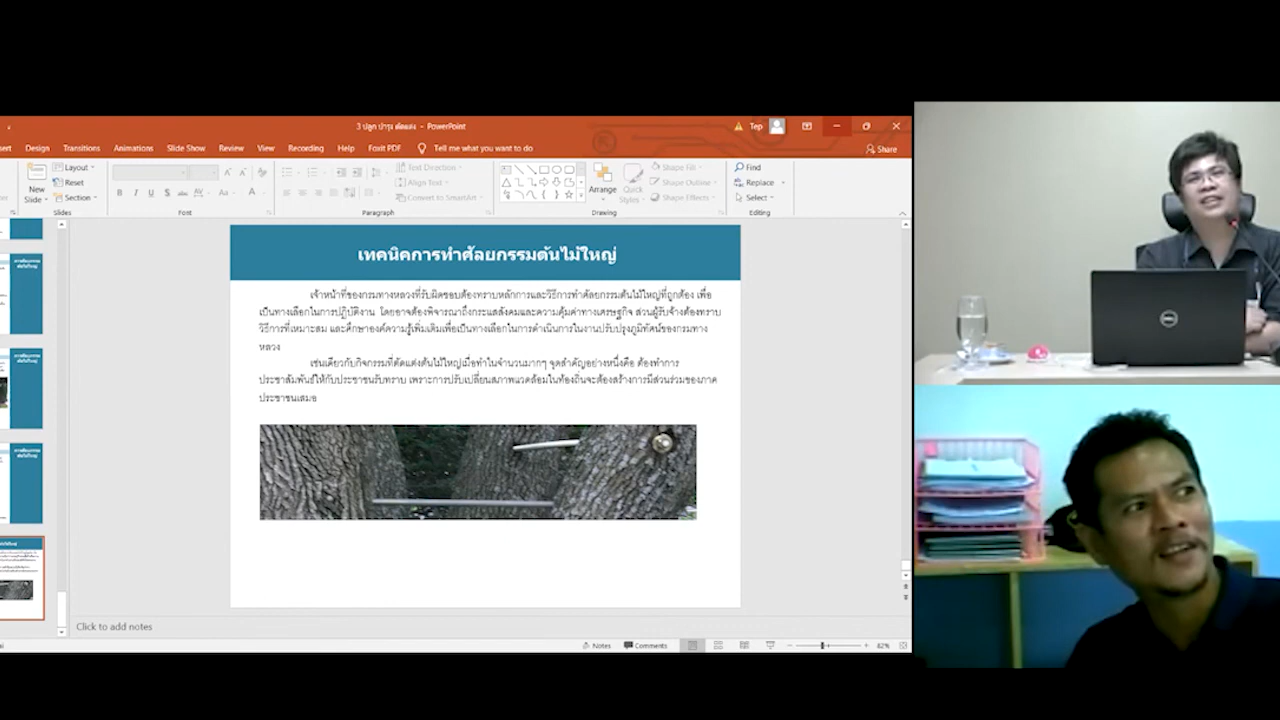 3 ปลูก บำรุง ตัดแต่ง - PowerPoint
Tep
Design Transitions Animations Slide Show Review View Recording Help Foxit PDF Tell me what you want to do
Share
New Slide
Layout
Reset
Section
Slides
Font
Text Direction
Align Text
Convert to SmartArt
Paragraph
Arrange
Quick Styles
Shape Fill
Shape Outline
Shape Effects
Drawing
Find
Replace
Select
Editing
เทคนิคการทำศัลยกรรมต้นไม้ใหญ่
เจ้าหน้าที่ของกรมทางหลวงที่รับผิดชอบต้องทราบหลักการและวิธีการทำศัลยกรรมต้นไม้ใหญ่ที่ถูกต้อง เพื่อ
เป็นทางเลือกในการปฏิบัติงาน โดยอาจต้องพิจารณาถึงกระแสสังคมและความคุ้มค่าทางเศรษฐกิจ ส่วนผู้รับจ้างต้องทราบ
วิธีการที่เหมาะสม และศึกษาองค์ความรู้เพิ่มเติมเพื่อเป็นทางเลือกในการดำเนินการในงานปรับปรุงภูมิทัศน์ของกรมทาง
หลวง
เช่นเดียวกับกิจกรรมที่ตัดแต่งต้นไม้ใหญ่เมื่อทำในจำนวนมากๆ จุดสำคัญอย่างหนึ่งคือ ต้องทำการ
ประชาสัมพันธ์ให้กับประชาชนรับทราบ เพราะการปรับเปลี่ยนสภาพแวดล้อมในท้องถิ่นจะต้องสร้างการมีส่วนร่วมของภาค
ประชาชนเสมอ
Click to add notes
Notes Comments 82%
DELL